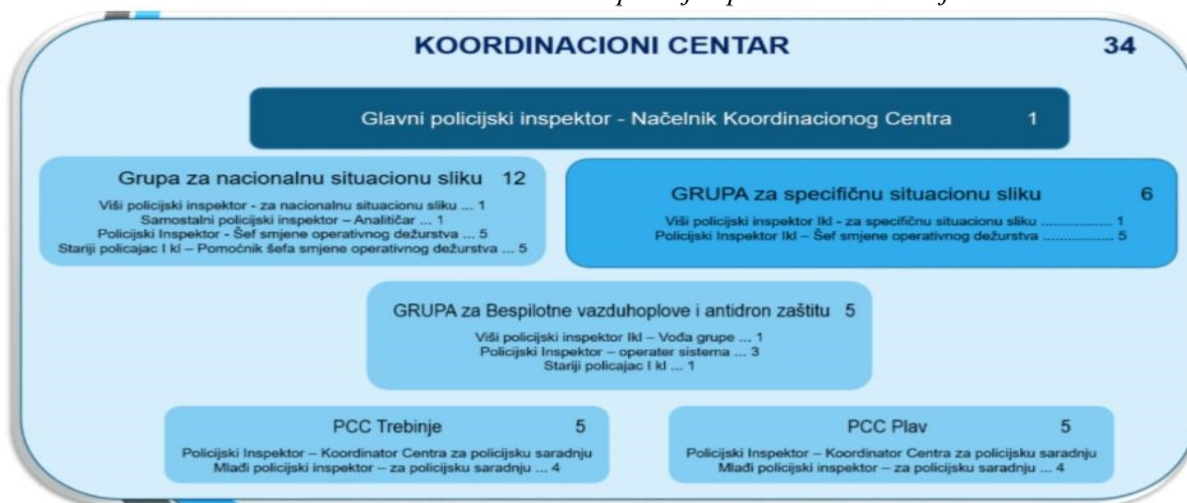 KOORDINACIONI CENTAR 34
Glavni policijski inspektor - Načelnik Koordinacionog Centra 1
Grupa za nacionalnu situacionu sliku 12
Viši policijski inspektor - za nacionalnu situacionu sliku ... 1
Samostalni policijski inspektor – Analitičar ... 1
Policijski Inspektor - Šef smjene operativnog dežurstva ... 5
Stariji policajac I kl – Pomoćnik šefa smjene operativnog dežurstva ... 5
GRUPA za specifičnu situacionu sliku 6
Viši policijski inspektor Ikl - za specifičnu situacionu sliku .................. 1
Policijski Inspektor Ikl – Šef smjene operativnog dežurstva ................. 5
GRUPA za Bespilotne vazduhoplove i antidron zaštitu 5
Viši policijski inspektor Ikl – Vođa grupe ... 1
Policijski Inspektor – operater sistema ... 3
Stariji policajac I kl ... 1
PCC Trebinje 5
Policijski Inspektor – Koordinator Centra za policijsku saradnju
Mlađi policijski inspektor – za policijsku saradnju ... 4
PCC Plav 5
Policijski Inspektor – Koordinator Centra za policijsku saradnju
Mlađi policijski inspektor – za policijsku saradnju ... 4